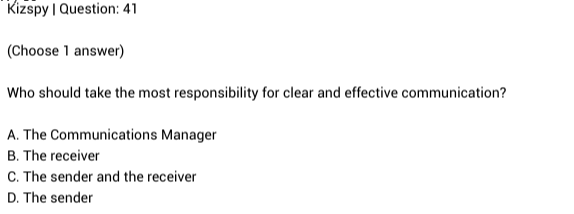 Kizspy | Question: 41
(Choose 1 answer)
Who should take the most responsibility for clear and effective communication?
A. The Communications Manager
B. The receiver
C. The sender and the receiver
D. The sender